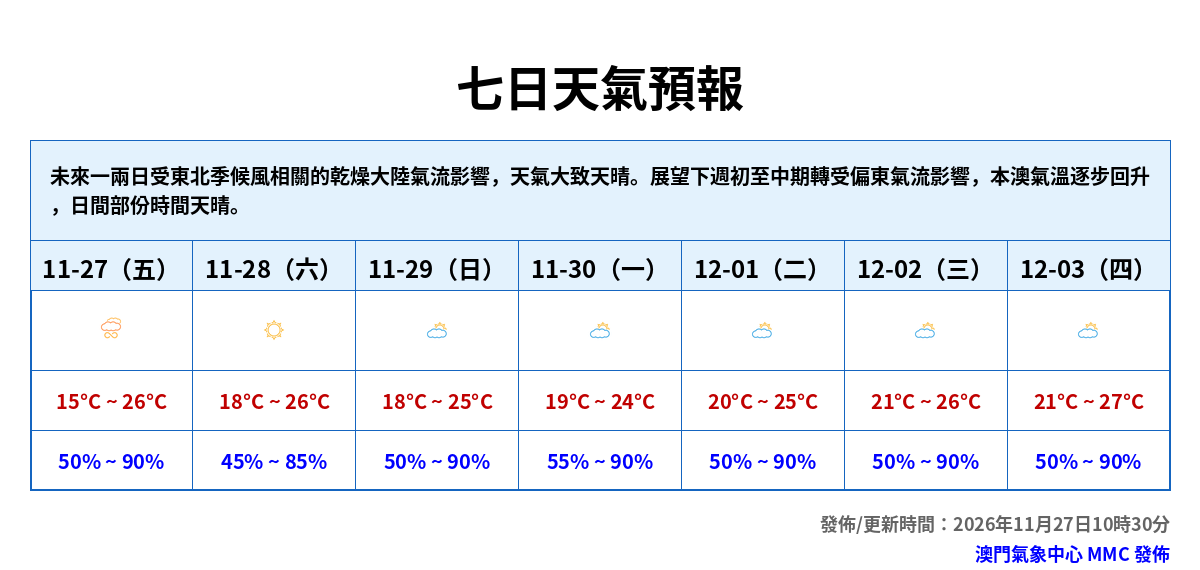 七日天氣預報
未來一兩日受東北季候風相關的乾燥大陸氣流影響，天氣大致天晴。展望下週初至中期轉受偏東氣流影響，本澳氣溫逐步回升
，日間部份時間天晴。
11-27（五） 11-28（六） 11-29（日） 11-30（一） 12-01（二） 12-02（三） 12-03（四）
15°C ~ 26°C 18°C ~ 26°C 18°C ~ 25°C 19°C ~ 24°C 20°C ~ 25°C 21°C ~ 26°C 21°C ~ 27°C
50% ~ 90% 45% ~ 85% 50% ~ 90% 55% ~ 90% 50% ~ 90% 50% ~ 90% 50% ~ 90%
發佈/更新時間：2026年11月27日10時30分
澳門氣象中心 MMC 發佈